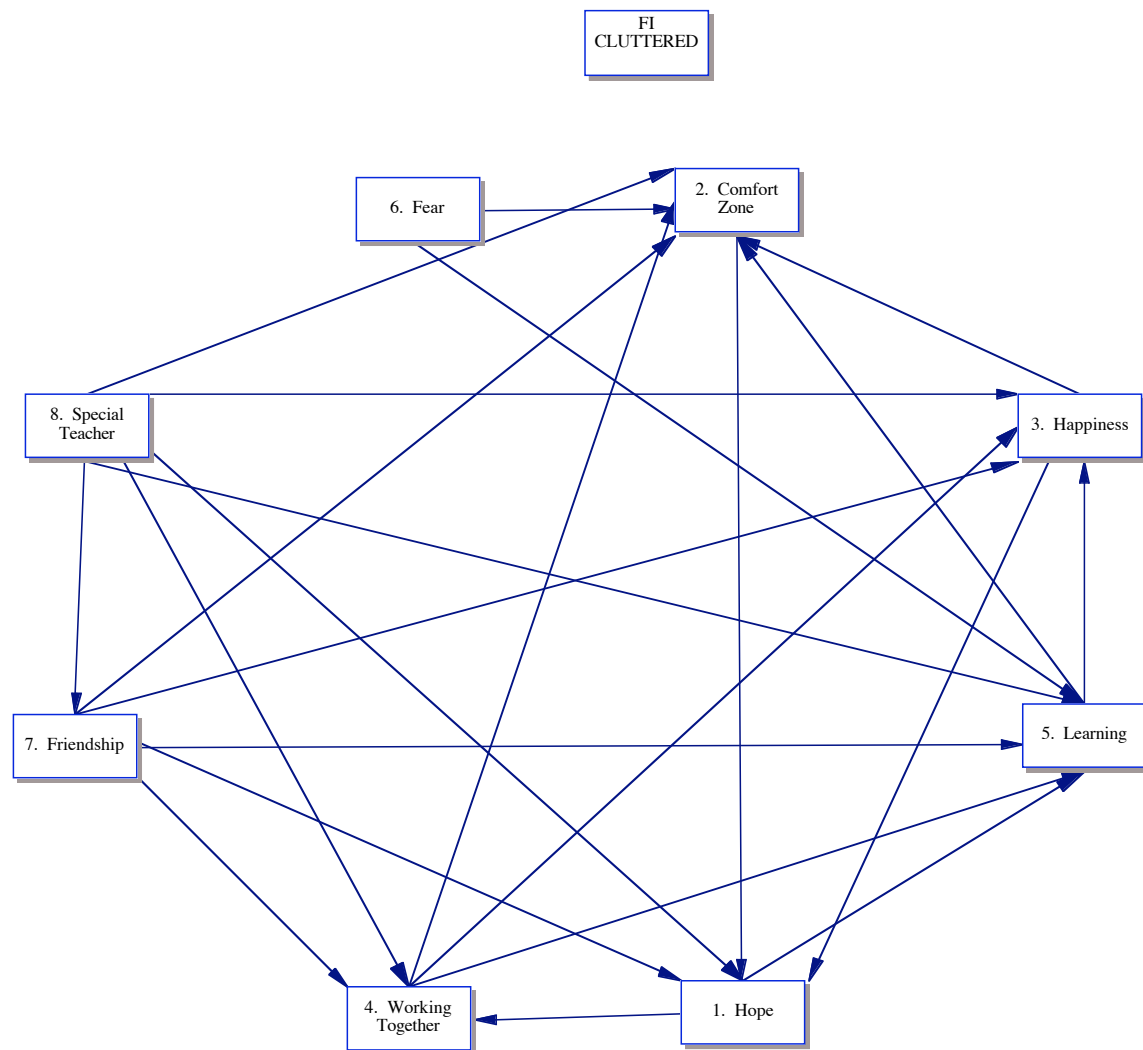 FI
CLUTTERED
6. Fear
2. Comfort
Zone
8. Special
Teacher
3. Happiness
7. Friendship
5. Learning
4. Working
Together
1. Hope